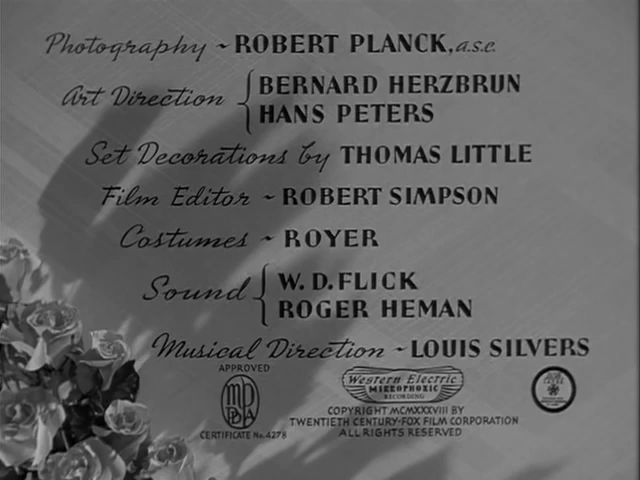 Photography ~ ROBERT PLANCK, a.s.c.
Art Direction { BERNARD HERZBRUN
HANS PETERS
Set Decorations by THOMAS LITTLE
Film Editor ~ ROBERT SIMPSON
Costumes ~ ROYER
Sound { W. D. FLICK
ROGER HEMAN
Musical Direction ~ LOUIS SILVERS
APPROVED
MPPDA
CERTIFICATE No. 4278
Western Electric
MIRROPHONIC
RECORDING
COPYRIGHT MCMXXXVIII BY
TWENTIETH CENTURY-FOX FILM CORPORATION
ALL RIGHTS RESERVED